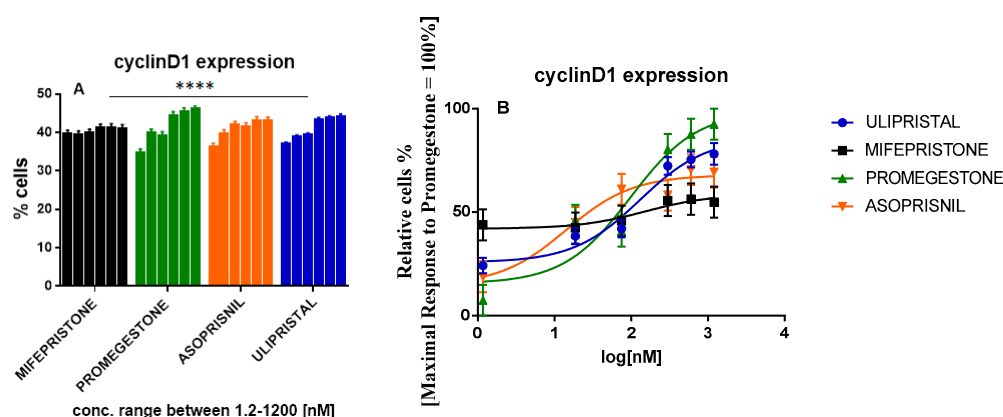 cyclinD1 expression
A
****
% cells
50
40
30
20
10
0
MIFEPRISTONE
PROMEGESTONE
ASOPRISNIL
ULIPRISTAL
conc. range between 1.2-1200 [nM]
cyclinD1 expression
B
Relative cells %
[Maximal Response to Promegestone = 100%]
100
50
0
0
1
2
3
4
log[nM]
ULIPRISTAL
MIFEPRISTONE
PROMEGESTONE
ASOPRISNIL